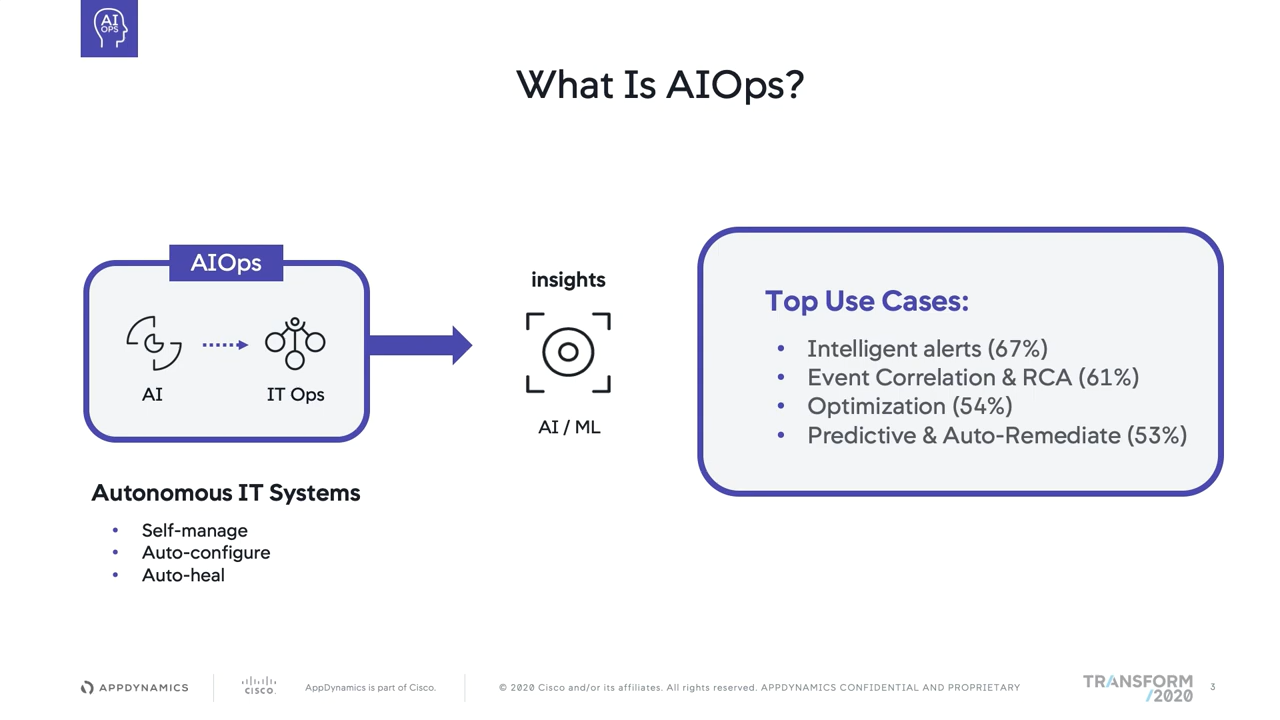 AI
OPS
What Is AIOps?
AIOps
AI
IT Ops
Autonomous IT Systems
• Self-manage
• Auto-configure
• Auto-heal
insights
AI / ML
Top Use Cases:
• Intelligent alerts (67%)
• Event Correlation & RCA (61%)
• Optimization (54%)
• Predictive & Auto-Remediate (53%)
APPDYNAMICS
CISCO.
AppDynamics is part of Cisco.
© 2020 Cisco and/or its affiliates. All rights reserved. APPDYNAMICS CONFIDENTIAL AND PROPRIETARY
TRANSFORM
/2020
3